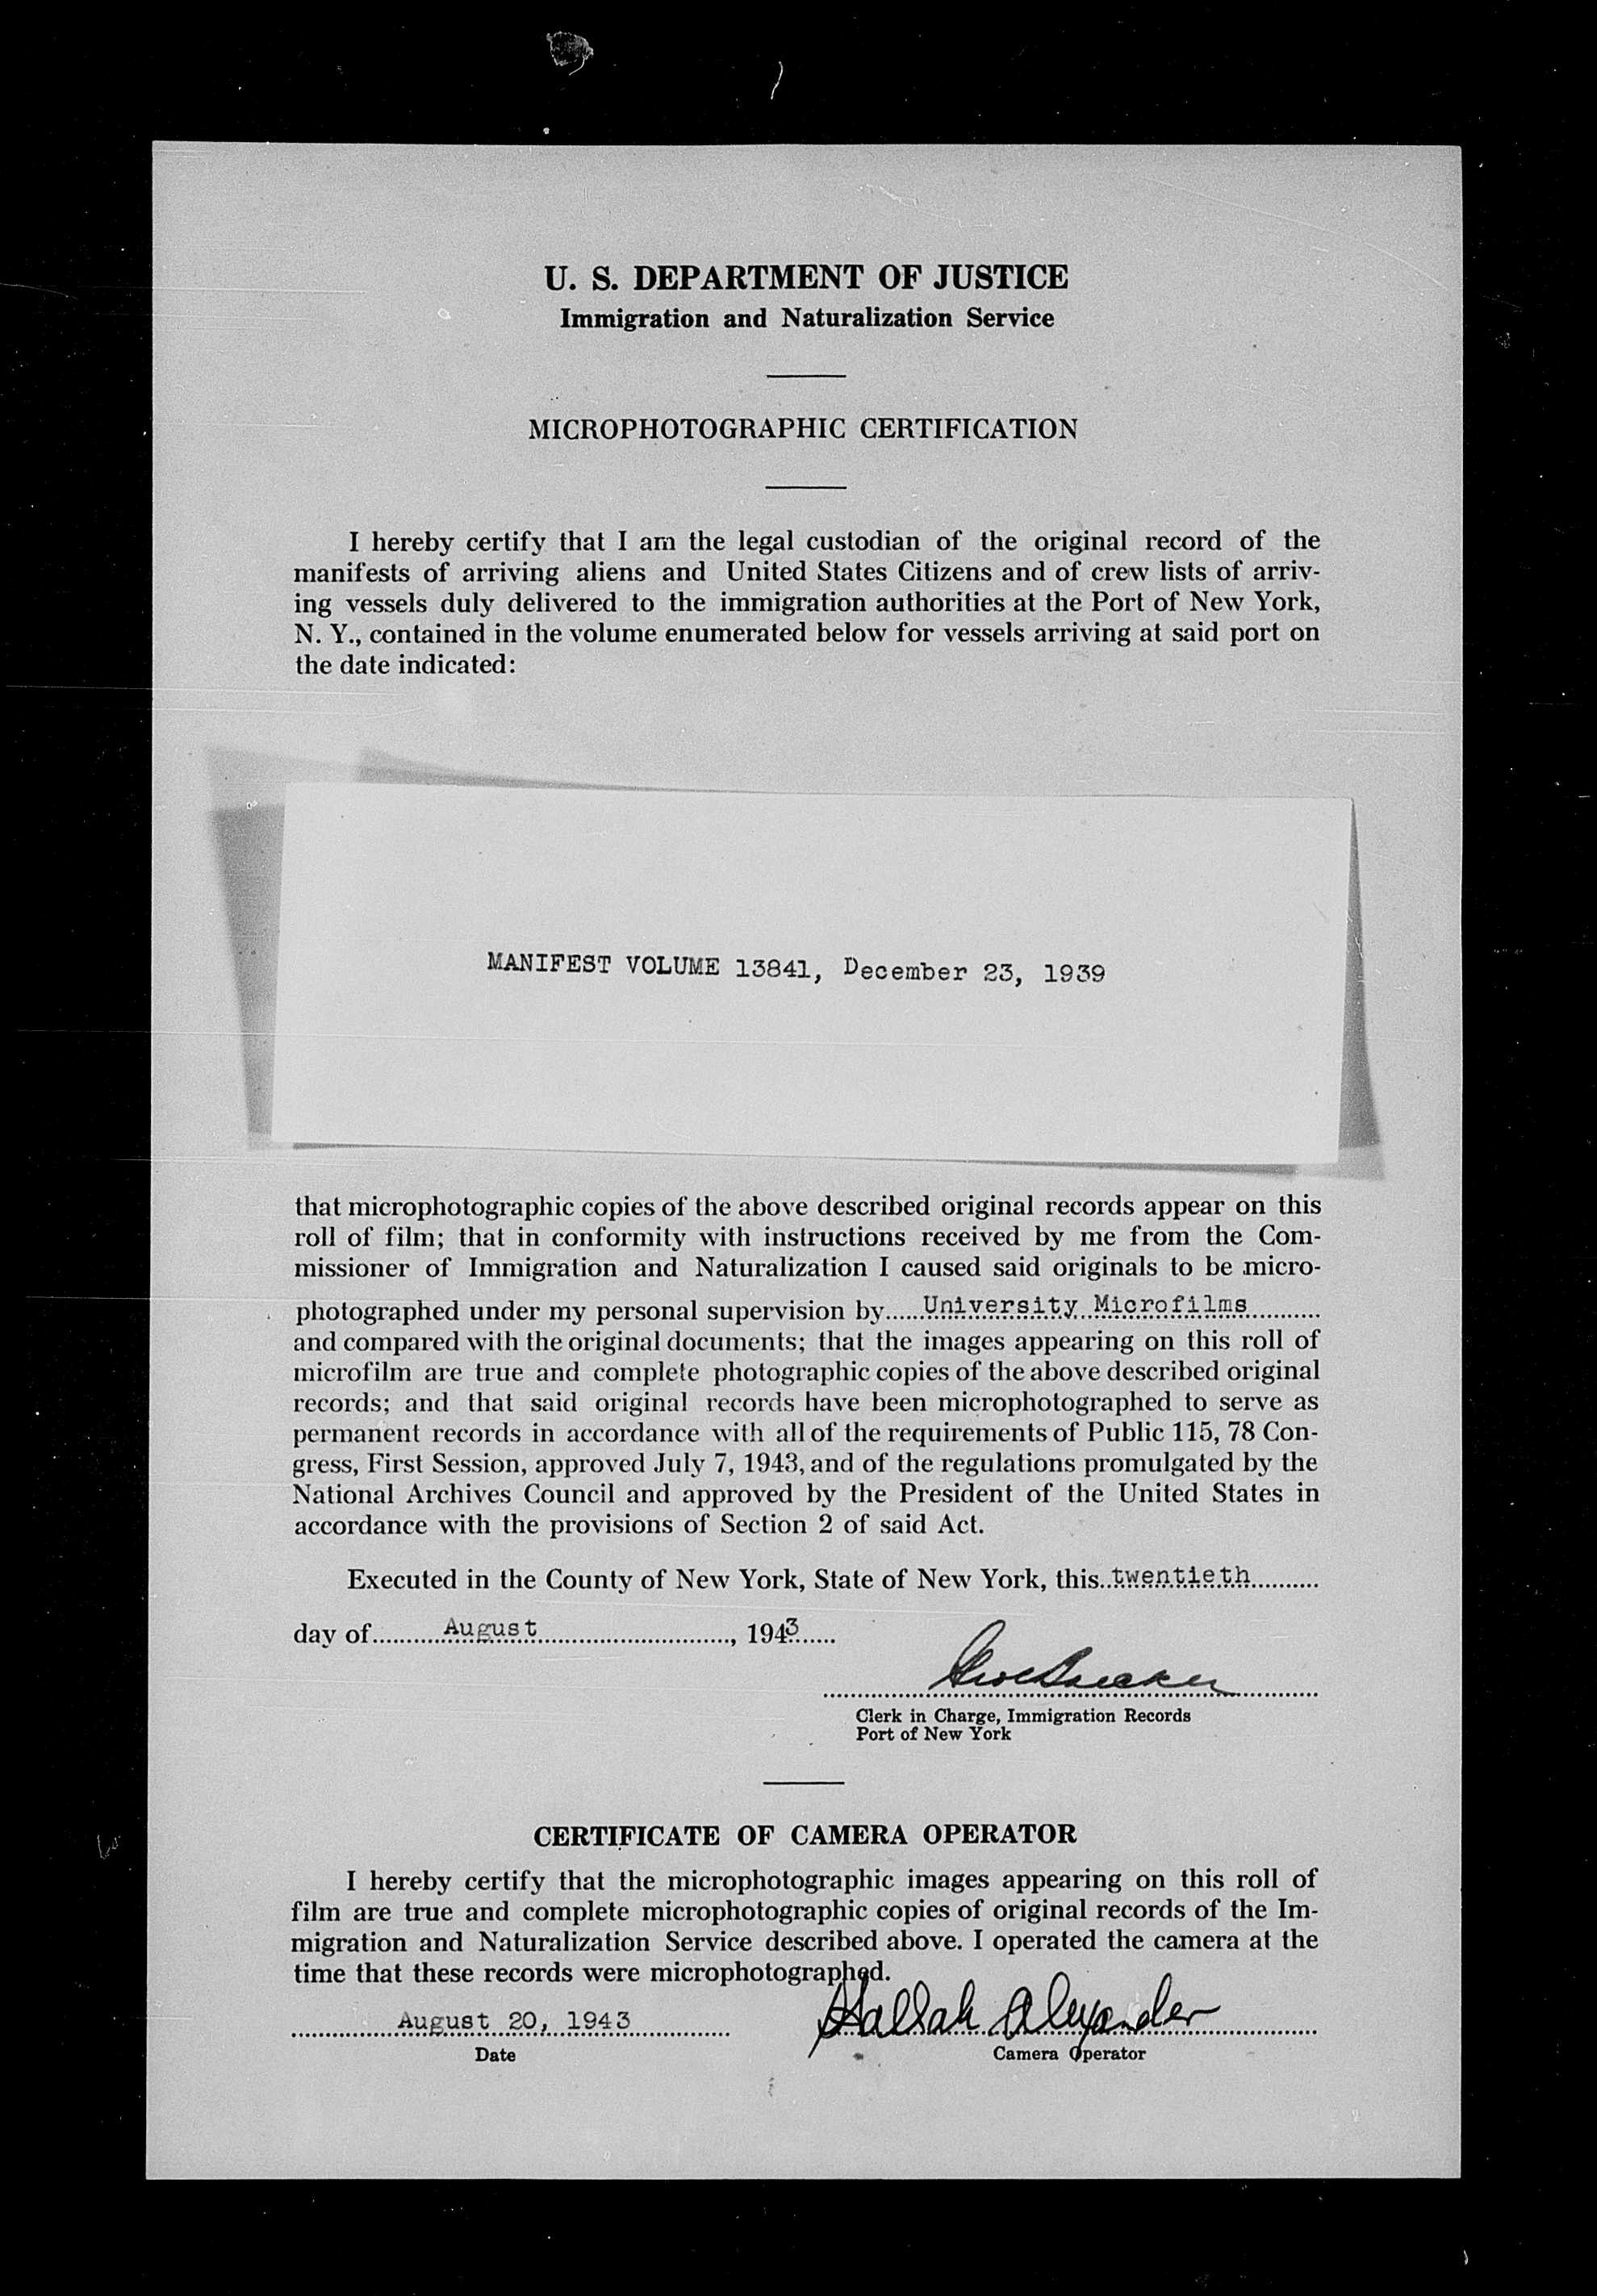 U. S. DEPARTMENT OF JUSTICE
Immigration and Naturalization Service
MICROPHOTOGRAPHIC CERTIFICATION
I hereby certify that I am the legal custodian of the original record of the
manifests of arriving aliens and United States Citizens and of crew lists of arriv-
ing vessels duly delivered to the immigration authorities at the Port of New York,
N. Y., contained in the volume enumerated below for vessels arriving at said port on
the date indicated:
MANIFEST VOLUME 13841, December 23, 1939
that microphotographic copies of the above described original records appear on this
roll of film; that in conformity with instructions received by me from the Com-
missioner of Immigration and Naturalization I caused said originals to be micro-
photographed under my personal supervision by.....University Microfilms..........
and compared with the original documents; that the images appearing on this roll of
microfilm are true and complete photographic copies of the above described original
records; and that said original records have been microphotographed to serve as
permanent records in accordance with all of the requirements of Public 115, 78 Con-
gress, First Session, approved July 7, 1943, and of the regulations promulgated by the
National Archives Council and approved by the President of the United States in
accordance with the provisions of Section 2 of said Act.
Executed in the County of New York, State of New York, this..twentieth..........
day of..........August............................, 1943......
Clerk in Charge, Immigration Records
Port of New York
CERTIFICATE OF CAMERA OPERATOR
I hereby certify that the microphotographic images appearing on this roll of
film are true and complete microphotographic copies of original records of the Im-
migration and Naturalization Service described above. I operated the camera at the
time that these records were microphotographed.
August 20, 1943 Alexander
Date Camera Operator